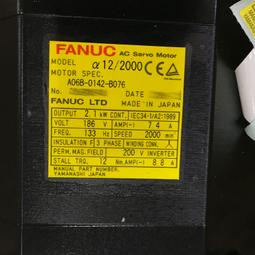 FANUC AC Servo Motor
MODEL α12/2000 CE
MOTOR SPEC.
A06B-0142-B076
No. DATE
FANUC LTD MADE IN JAPAN
OUTPUT 2.1 kW CONT. IEC34-1/A2:1989
VOLT 186 V AMP(~) 7.4 A
FREQ. 133 Hz SPEED 2000 min⁻¹
INSULATION F 3 PHASE WINDING CONN. 人
PERM. MAG. FIELD 200 V INVERTER
STALL TRQ. 12 Nm AMP(~) 8.8 A
MANUAL PART NUMBER.
YAMANASHI JAPAN